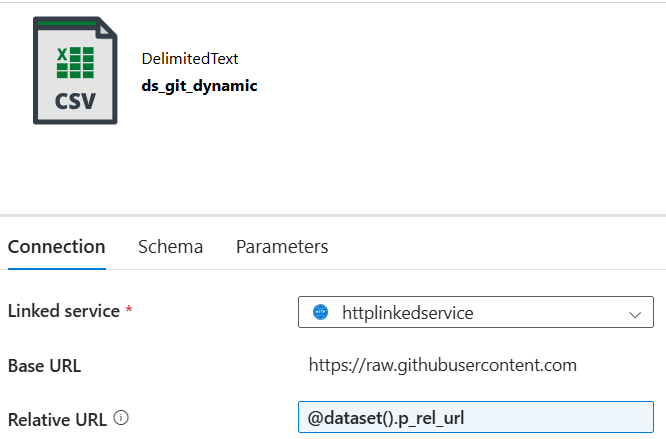 X
CSV
DelimitedText
ds_git_dynamic
Connection Schema Parameters
Linked service * HTTP httplinkedservice
Base URL https://raw.githubusercontent.com
Relative URL @dataset().p_rel_url